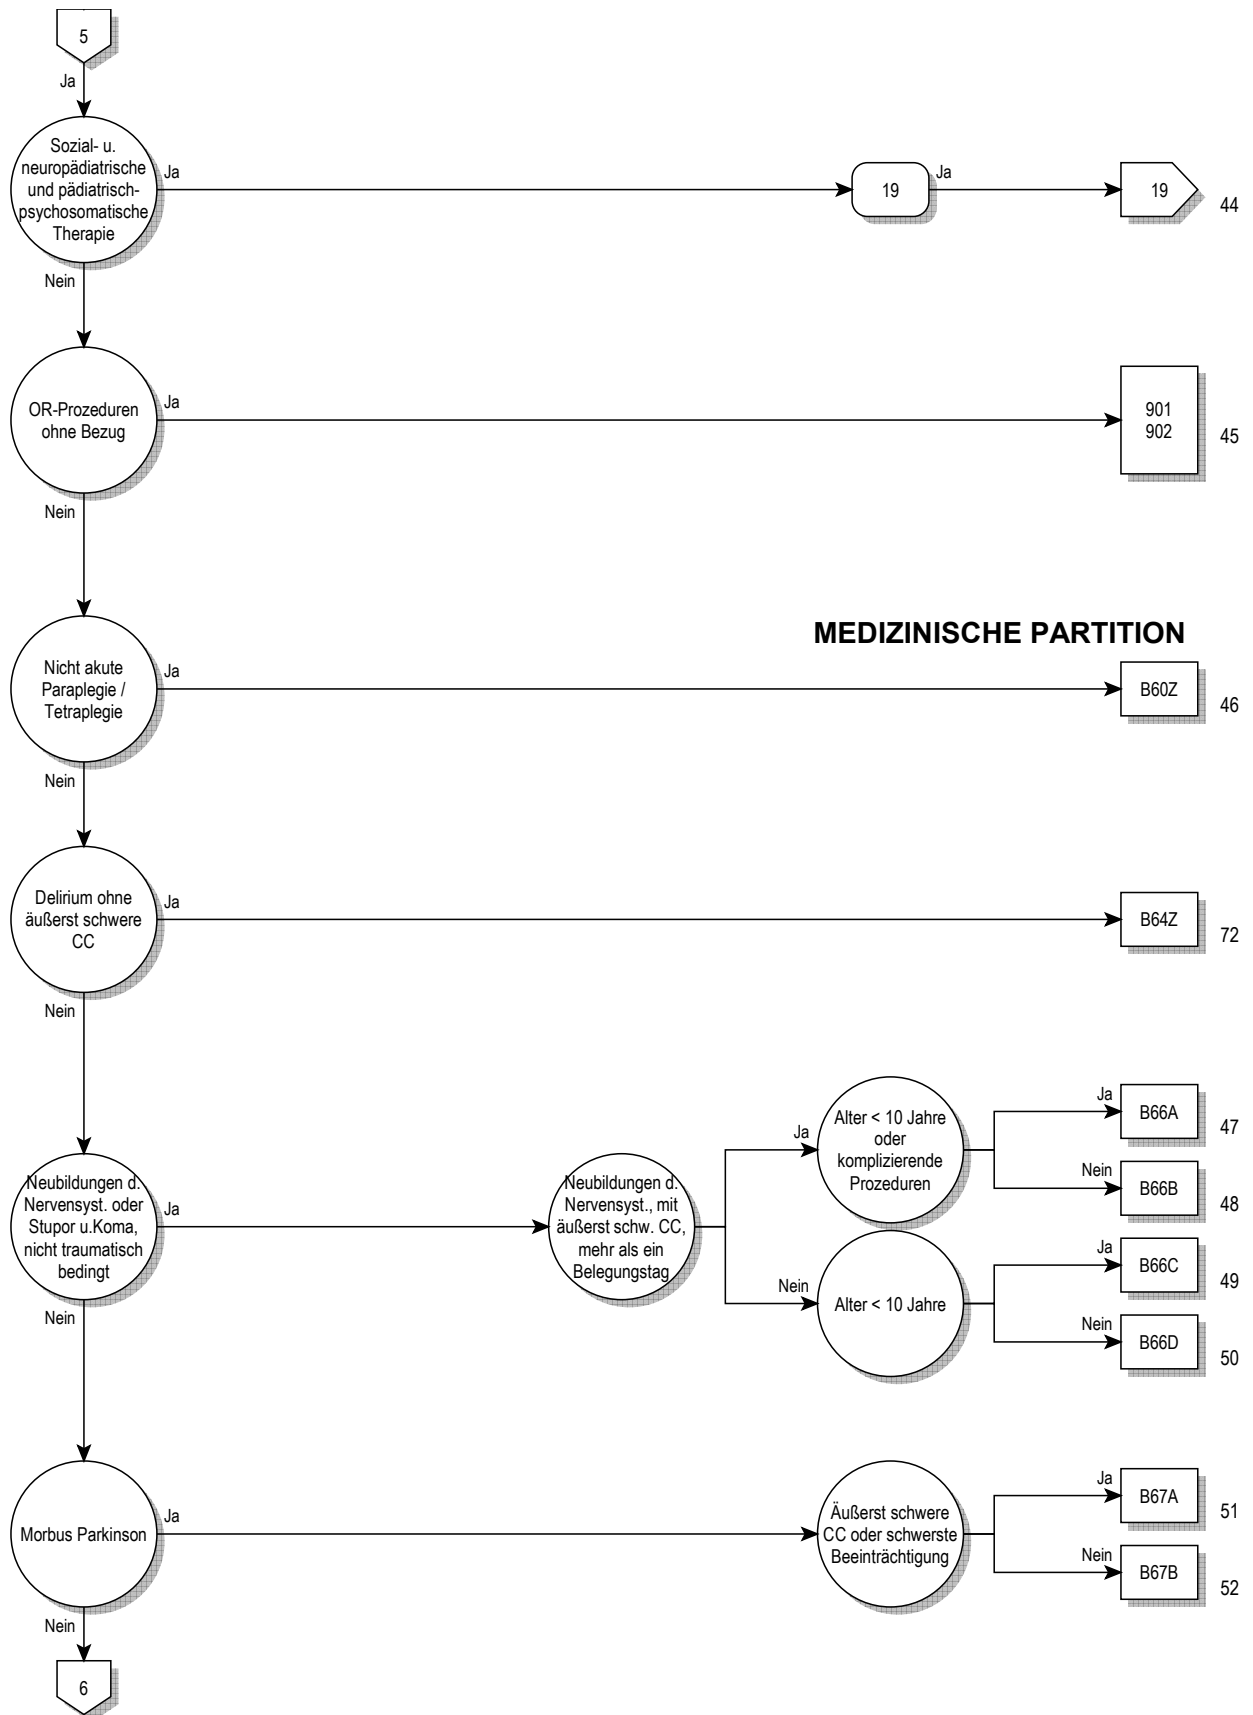 5
Ja
Sozial- u.
neuropädiatrische
und pädiatrisch-
psychosomatische
Therapie
Ja
19
Ja
19
44
Nein
OR-Prozeduren
ohne Bezug
Ja
901
902
45
Nein
MEDIZINISCHE PARTITION
Nicht akute
Paraplegie /
Tetraplegie
Ja
B60Z
46
Nein
Delirium ohne
äußerst schwere
CC
Ja
B64Z
72
Nein
Neubildungen d.
Nervensyst. oder
Stupor u.Koma,
nicht traumatisch
bedingt
Ja
Neubildungen d.
Nervensyst., mit
äußerst schw. CC,
mehr als ein
Belegungstag
Ja
Alter < 10 Jahre
oder
komplizierende
Prozeduren
Ja
B66A
47
Nein
B66B
48
Nein
Alter < 10 Jahre
Ja
B66C
49
Nein
B66D
50
Nein
Morbus Parkinson
Ja
Äußerst schwere
CC oder schwerste
Beeinträchtigung
Ja
B67A
51
Nein
B67B
52
Nein
6